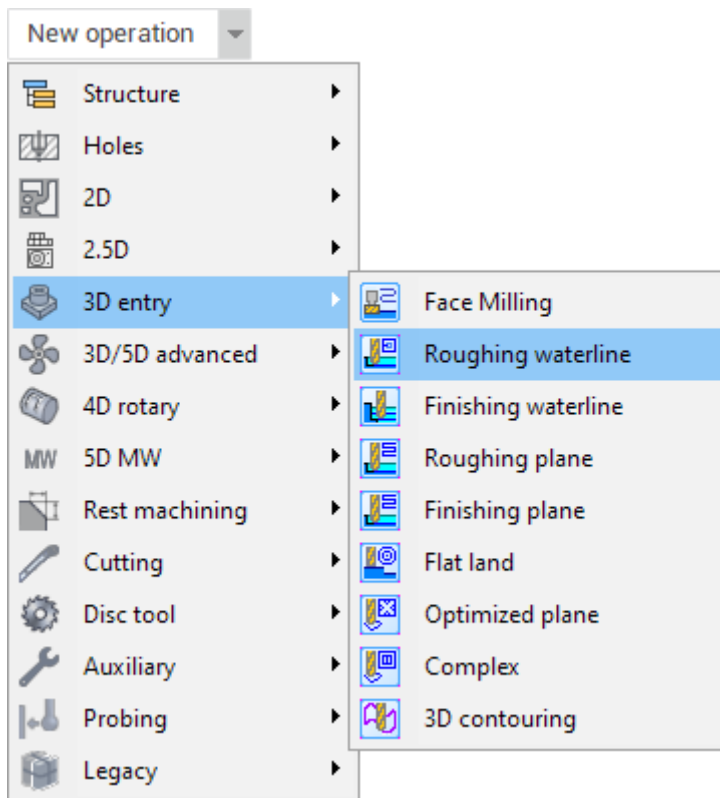 New operation
Structure
Holes
2D
2.5D
3D entry
3D/5D advanced
4D rotary
MW 5D MW
Rest machining
Cutting
Disc tool
Auxiliary
Probing
Legacy
Face Milling
Roughing waterline
Finishing waterline
Roughing plane
Finishing plane
Flat land
Optimized plane
Complex
3D contouring